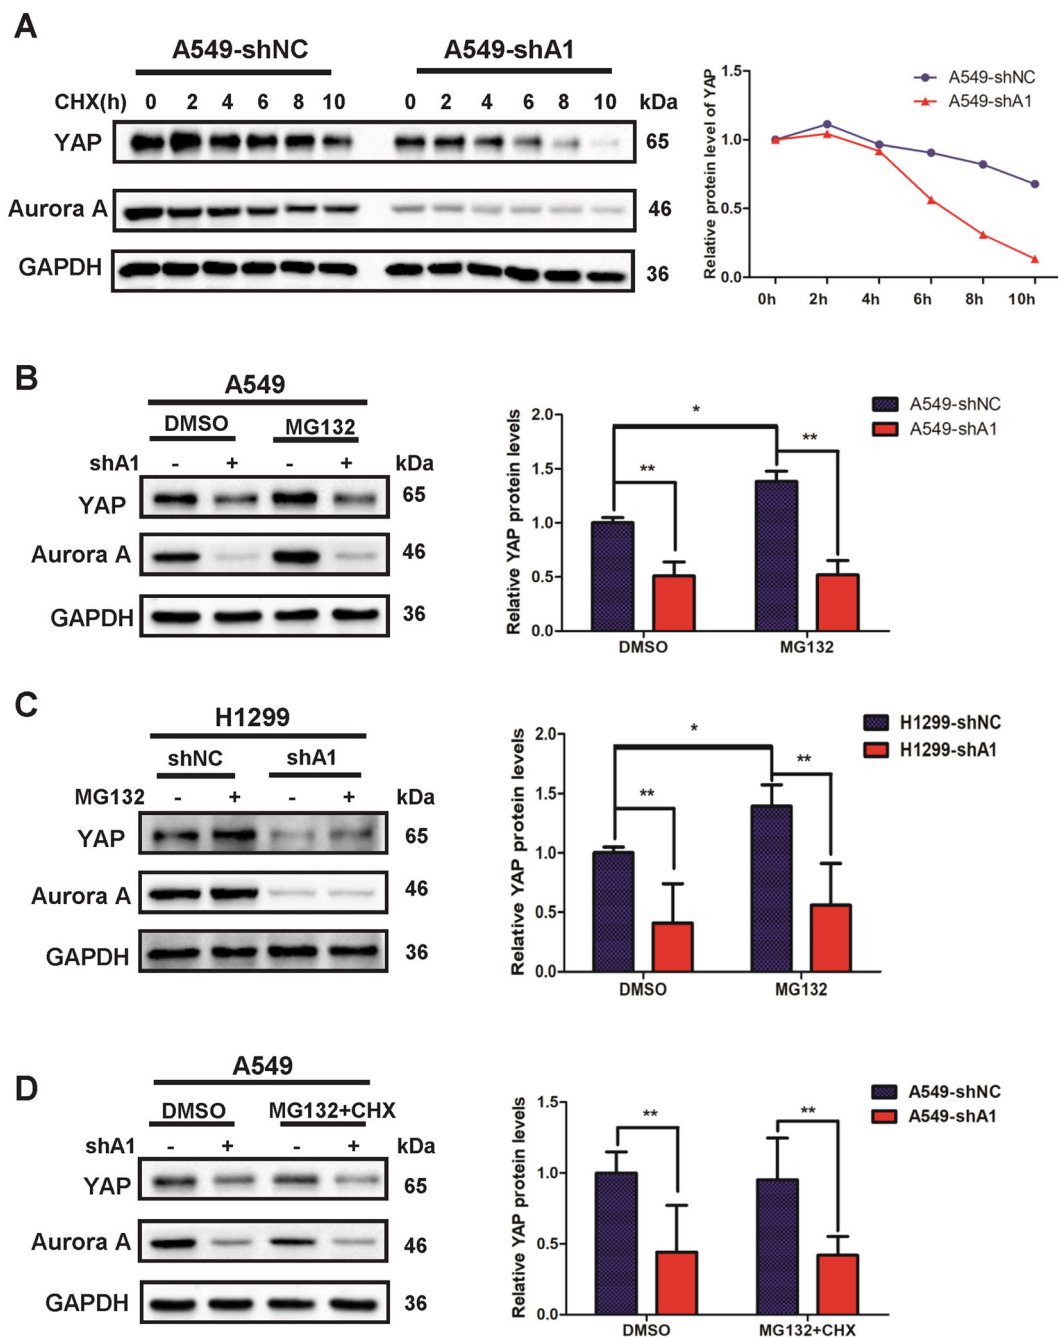 A
A549-shNC A549-shA1
CHX(h) 0 2 4 6 8 10 0 2 4 6 8 10 kDa
YAP 65
Aurora A 46
GAPDH 36
Relative protein level of YAP
1.5
1.0
0.5
0.0
0h 2h 4h 6h 8h 10h
A549-shNC
A549-shA1
B
A549
DMSO MG132
shA1 - + - + kDa
YAP 65
Aurora A 46
GAPDH 36
Relative YAP protein levels
2.0
1.5
1.0
0.5
0.0
** * **
DMSO MG132
A549-shNC
A549-shA1
C
H1299
shNC shA1
MG132 - + - + kDa
YAP 65
Aurora A 46
GAPDH 36
Relative YAP protein levels
2.0
1.5
1.0
0.5
0.0
** * **
DMSO MG132
H1299-shNC
H1299-shA1
D
A549
DMSO MG132+CHX
shA1 - + - + kDa
YAP 65
Aurora A 46
GAPDH 36
Relative YAP protein levels
1.5
1.0
0.5
0.0
** **
DMSO MG132+CHX
A549-shNC
A549-shA1